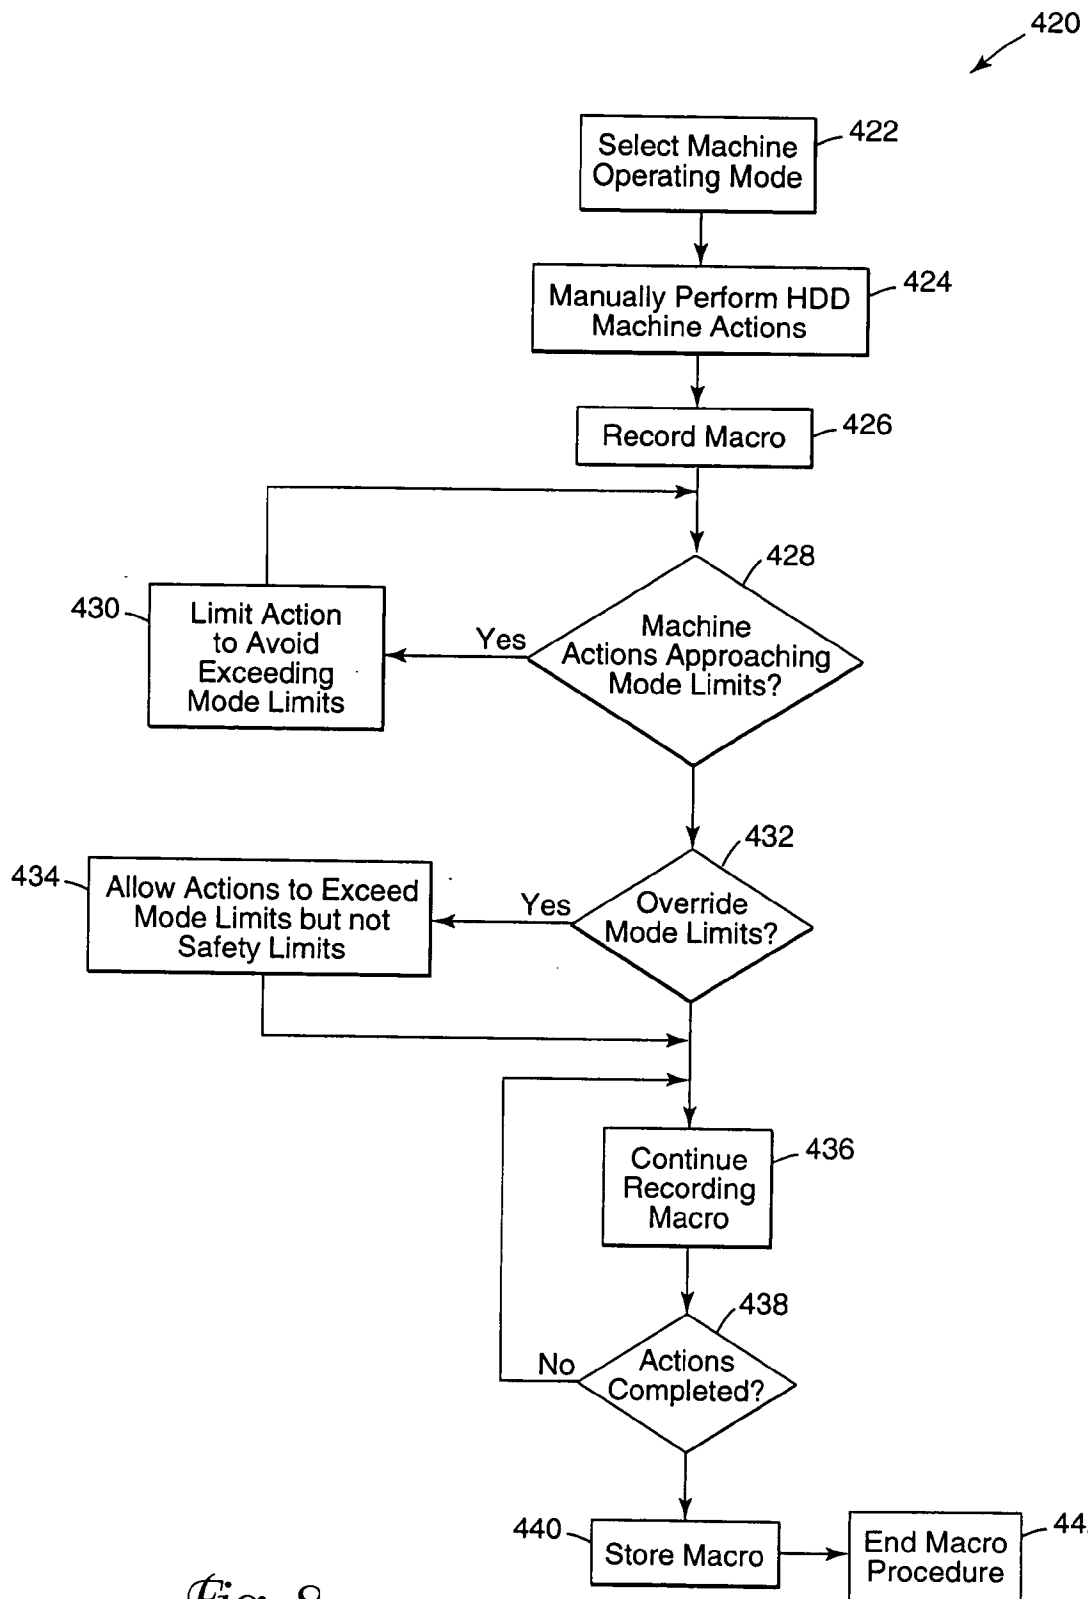 420
Select Machine
Operating Mode
422
Manually Perform HDD
Machine Actions
424
Record Macro
426
428
Machine
Actions Approaching
Mode Limits?
Yes
430
Limit Action
to Avoid
Exceeding
Mode Limits
432
Override
Mode Limits?
Yes
434
Allow Actions to Exceed
Mode Limits but not
Safety Limits
436
Continue
Recording
Macro
438
Actions
Completed?
No
440
Store Macro
End Macro
Procedure
44
Fig.